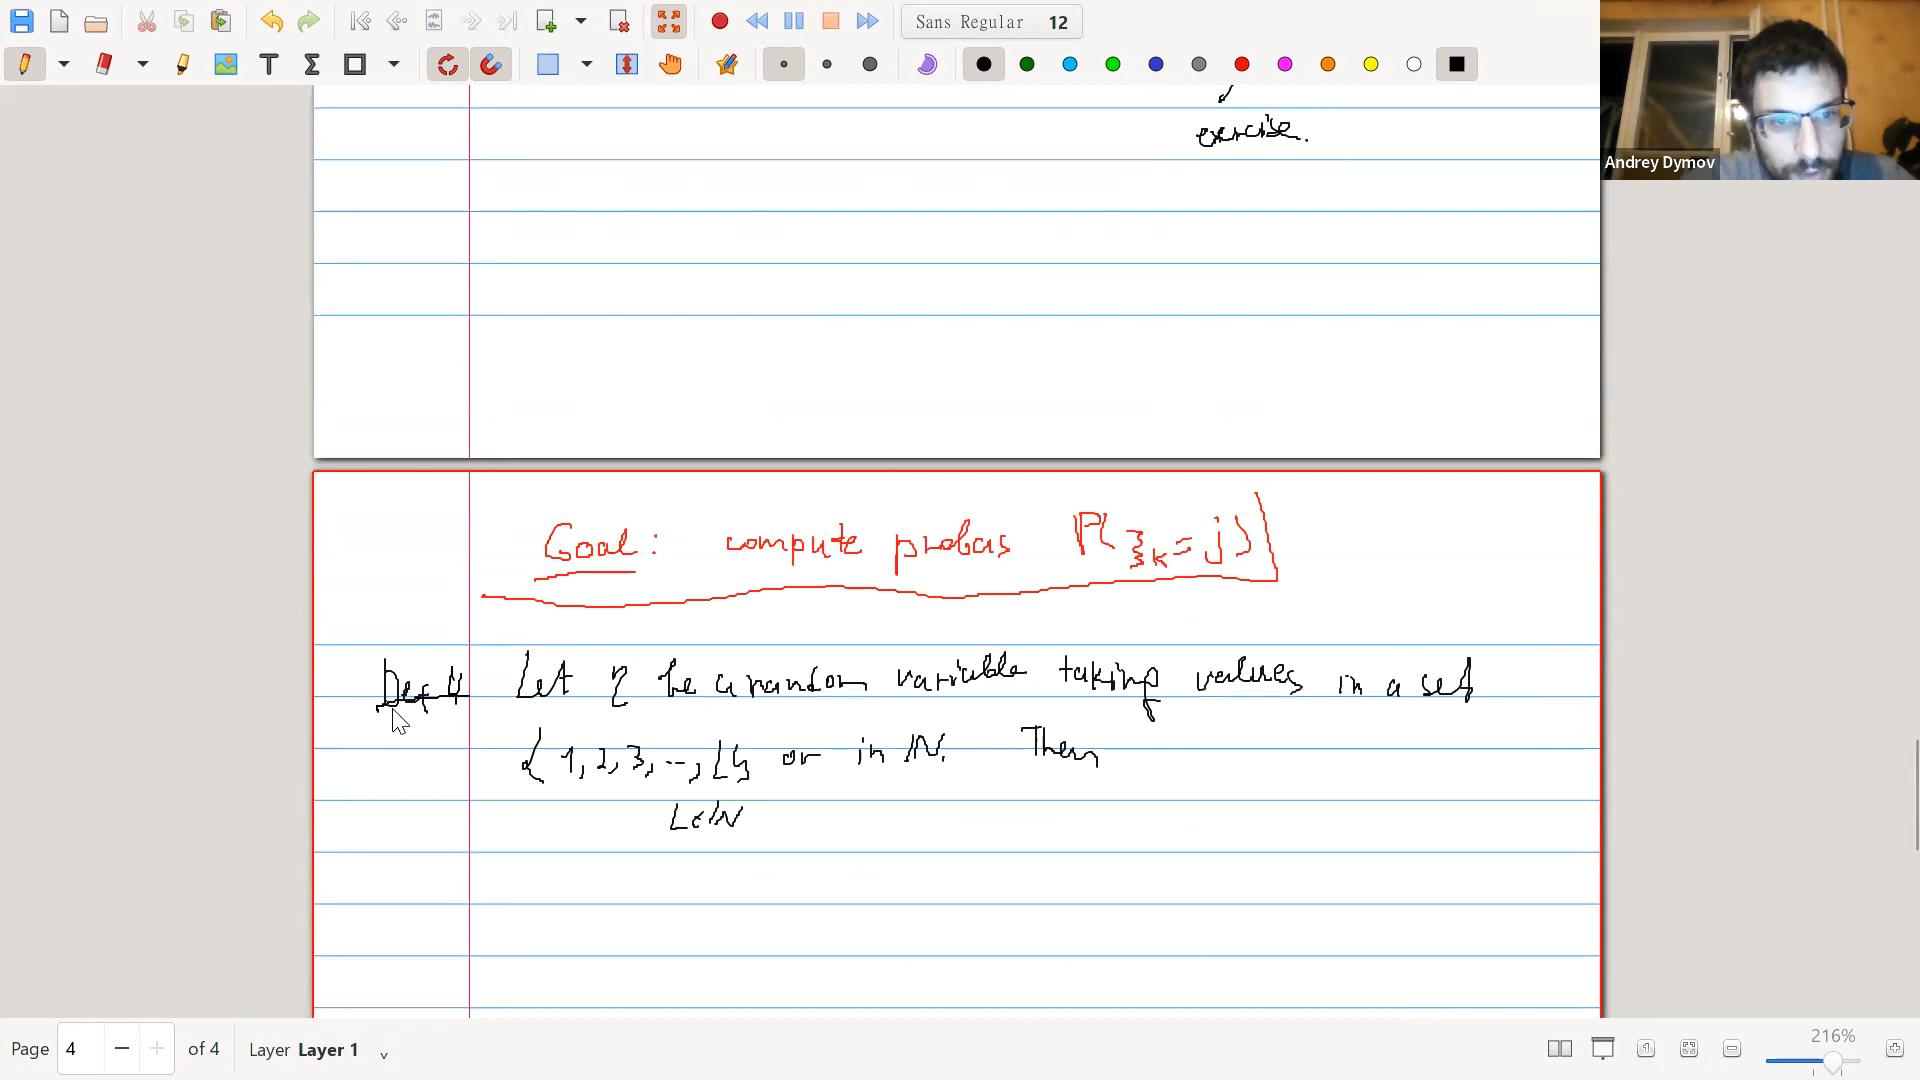 Sans Regular 12
Andrey Dymov
exercise.
Goal: compute probas P(ξₖ = j)
Def Let η be a random variable taking values in a set
{1, 2, 3, ..., L} or in ℕ. Then
L∈ℕ
Page 4 of 4 Layer Layer 1 216%